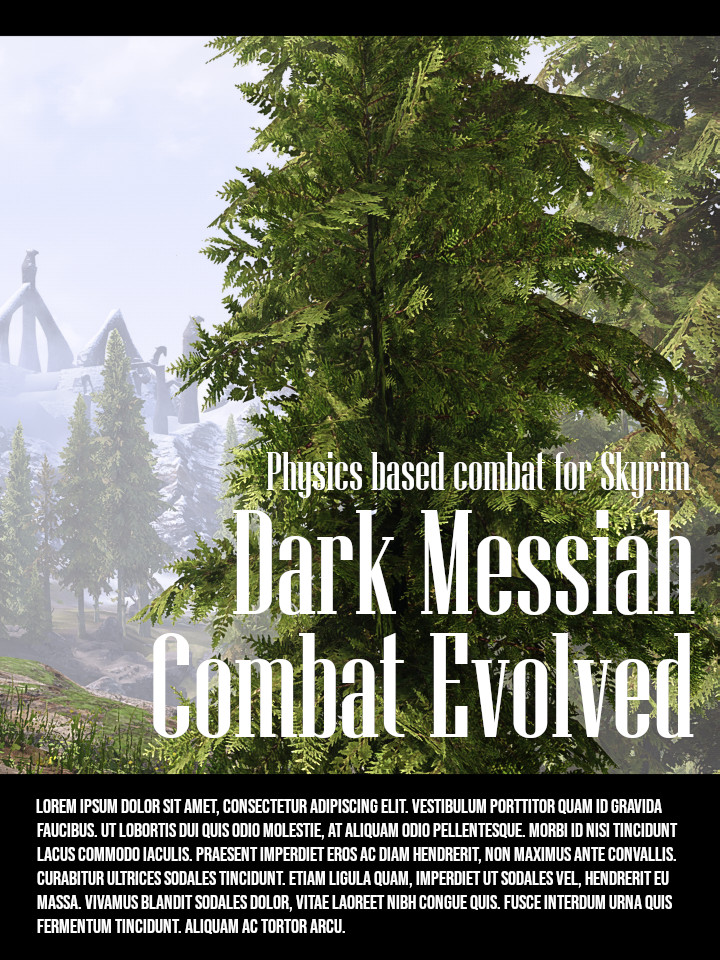 Physics based combat for Skyrim
Dark Messiah
Combat Evolved
LOREM IPSUM DOLOR SIT AMET, CONSECTETUR ADIPISCING ELIT. VESTIBULUM PORTTITOR QUAM ID GRAVIDA
FAUCIBUS. UT LOBORTIS DUI QUIS ODIO MOLESTIE, AT ALIQUAM ODIO PELLENTESQUE. MORBI ID NISI TINCIDUNT
LACUS COMMODO IACULIS. PRAESENT IMPERDIET EROS AC DIAM HENDRERIT, NON MAXIMUS ANTE CONVALLIS.
CURABITUR ULTRICES SODALES TINCIDUNT. ETIAM LIGULA QUAM, IMPERDIET UT SODALES VEL, HENDRERIT EU
MASSA. VIVAMUS BLANDIT SODALES DOLOR, VITAE LAOREET NIBH CONGUE QUIS. FUSCE INTERDUM URNA QUIS
FERMENTUM TINCIDUNT. ALIQUAM AC TORTOR ARCU.